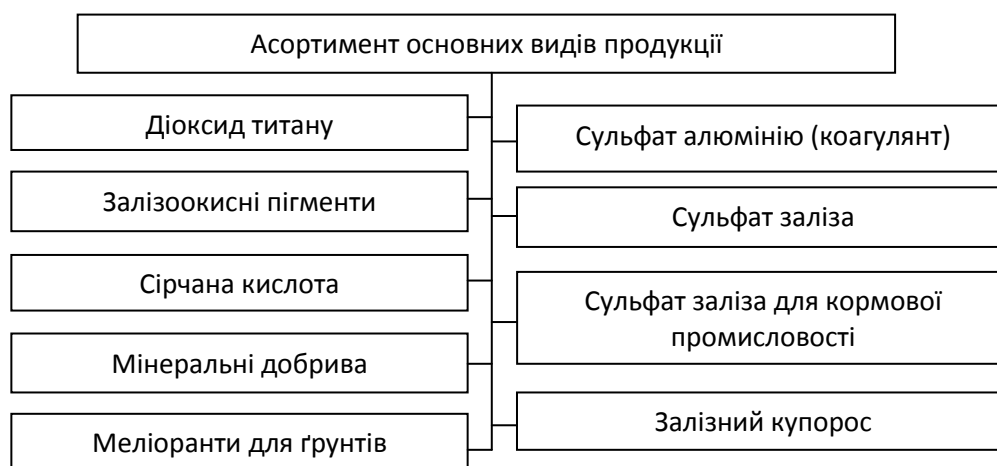 Асортимент основних видів продукції
Діоксид титану
Залізоокисні пігменти
Сірчана кислота
Мінеральні добрива
Меліоранти для ґрунтів
Сульфат алюмінію (коагулянт)
Сульфат заліза
Сульфат заліза для кормової
промисловості
Залізний купорос